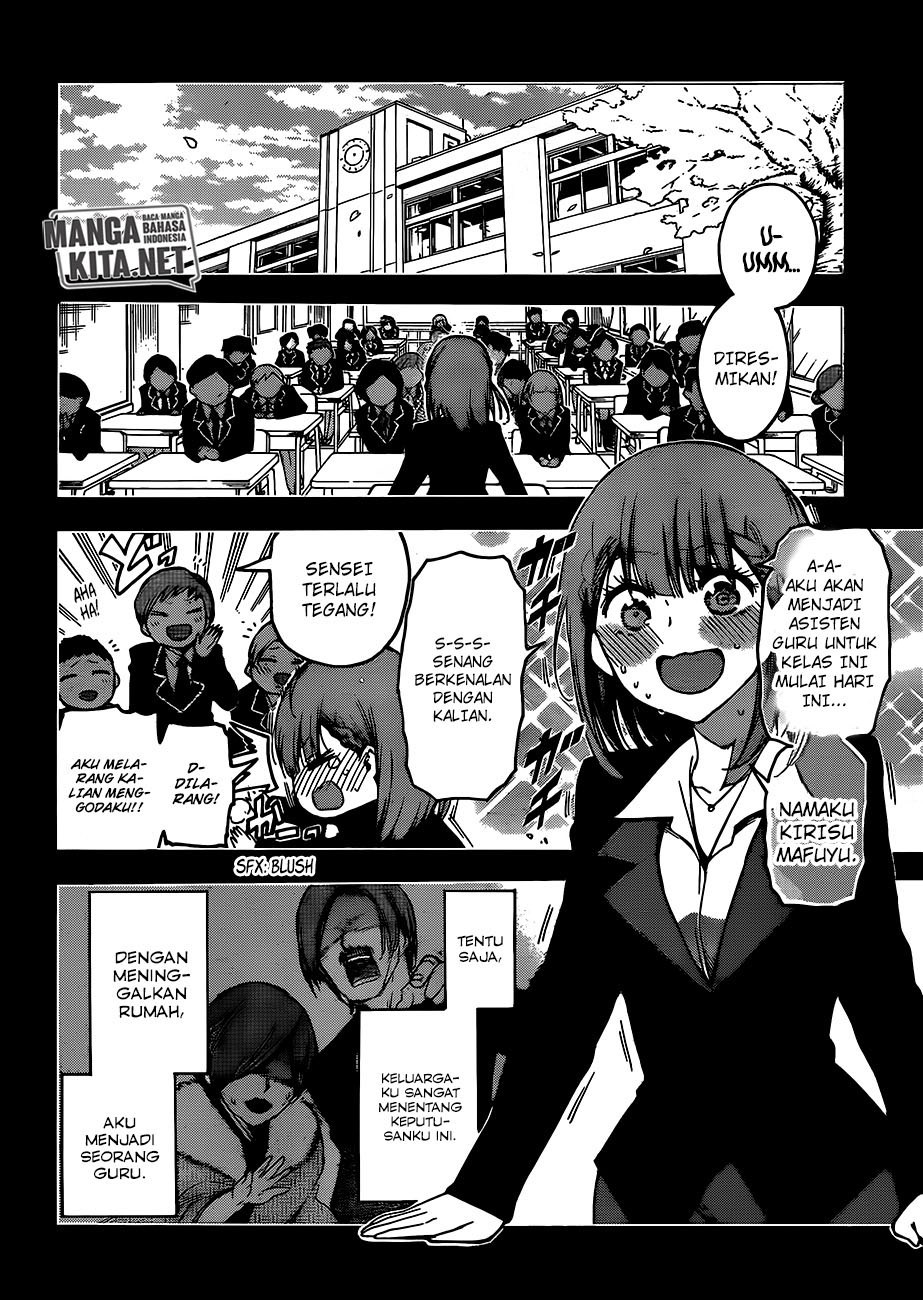 MANGA
BACA MANGA
BAHASA
INDONESIA
KITA.NET
U-
UMM...
DIRES-
MIKAN!
A-A-
AKU AKAN
MENJADI
ASISTEN
GURU UNTUK
KELAS INI
MULAI HARI
INI...
NAMAKU
KIRISU
MAFUYU.
S-S-S-
SENANG
BERKENALAN
DENGAN
KALIAN.
SENSEI
TERLALU
TEGANG!
AHA
HA!
D-
DILA-
RANG!
AKU MELA-
RANG KA-
LIAN MENG-
GODAKU!!
SFX: BLUSH
TENTU
SAJA,
KELUARGA-
KU SANGAT
MENENTANG
KEPUTU-
SANKU INI.
DENGAN
MENING-
GALKAN
RUMAH,
AKU
MENJADI
SEORANG
GURU.